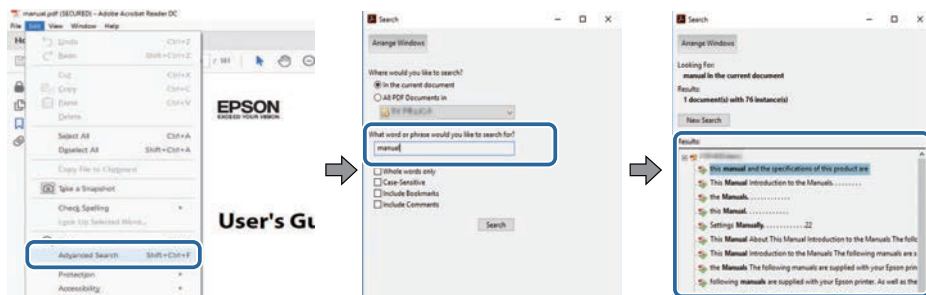 manual.pdf (SECURED) - Adobe Acrobat Reader DC
File Edit View Window Help
Undo Ctrl+Z
Redo Shift+Ctrl+Z
Cut Ctrl+X
Copy Ctrl+C
Paste Ctrl+V
Delete
Select All Ctrl+A
Deselect All Shift+Ctrl+A
Copy File to Clipboard
Take a Snapshot
Check Spelling
Look Up Selected Word...
Advanced Search Shift+Ctrl+F
Protection
Accessibility
/ 181
EPSON
EXCEED YOUR VISION
User's Gu
Search
Arrange Windows
Where would you like to search?
In the current document
All PDF Documents in
What word or phrase would you like to search for?
manual
Whole words only
Case-Sensitive
Include Bookmarks
Include Comments
Search
Search
Arrange Windows
Looking For:
manual in the current document
Results:
1 document(s) with 76 instance(s)
New Search
Results:
this manual and the specifications of this product are
This Manual Introduction to the Manuals.........
the Manuals.............
this Manual.............
Settings Manually..............22
This Manual About This Manual Introduction to the Manuals The follo
This Manual Introduction to the Manuals The following manuals are s
the Manuals The following manuals are supplied with your Epson prin
following manuals are supplied with your Epson printer. As well as the